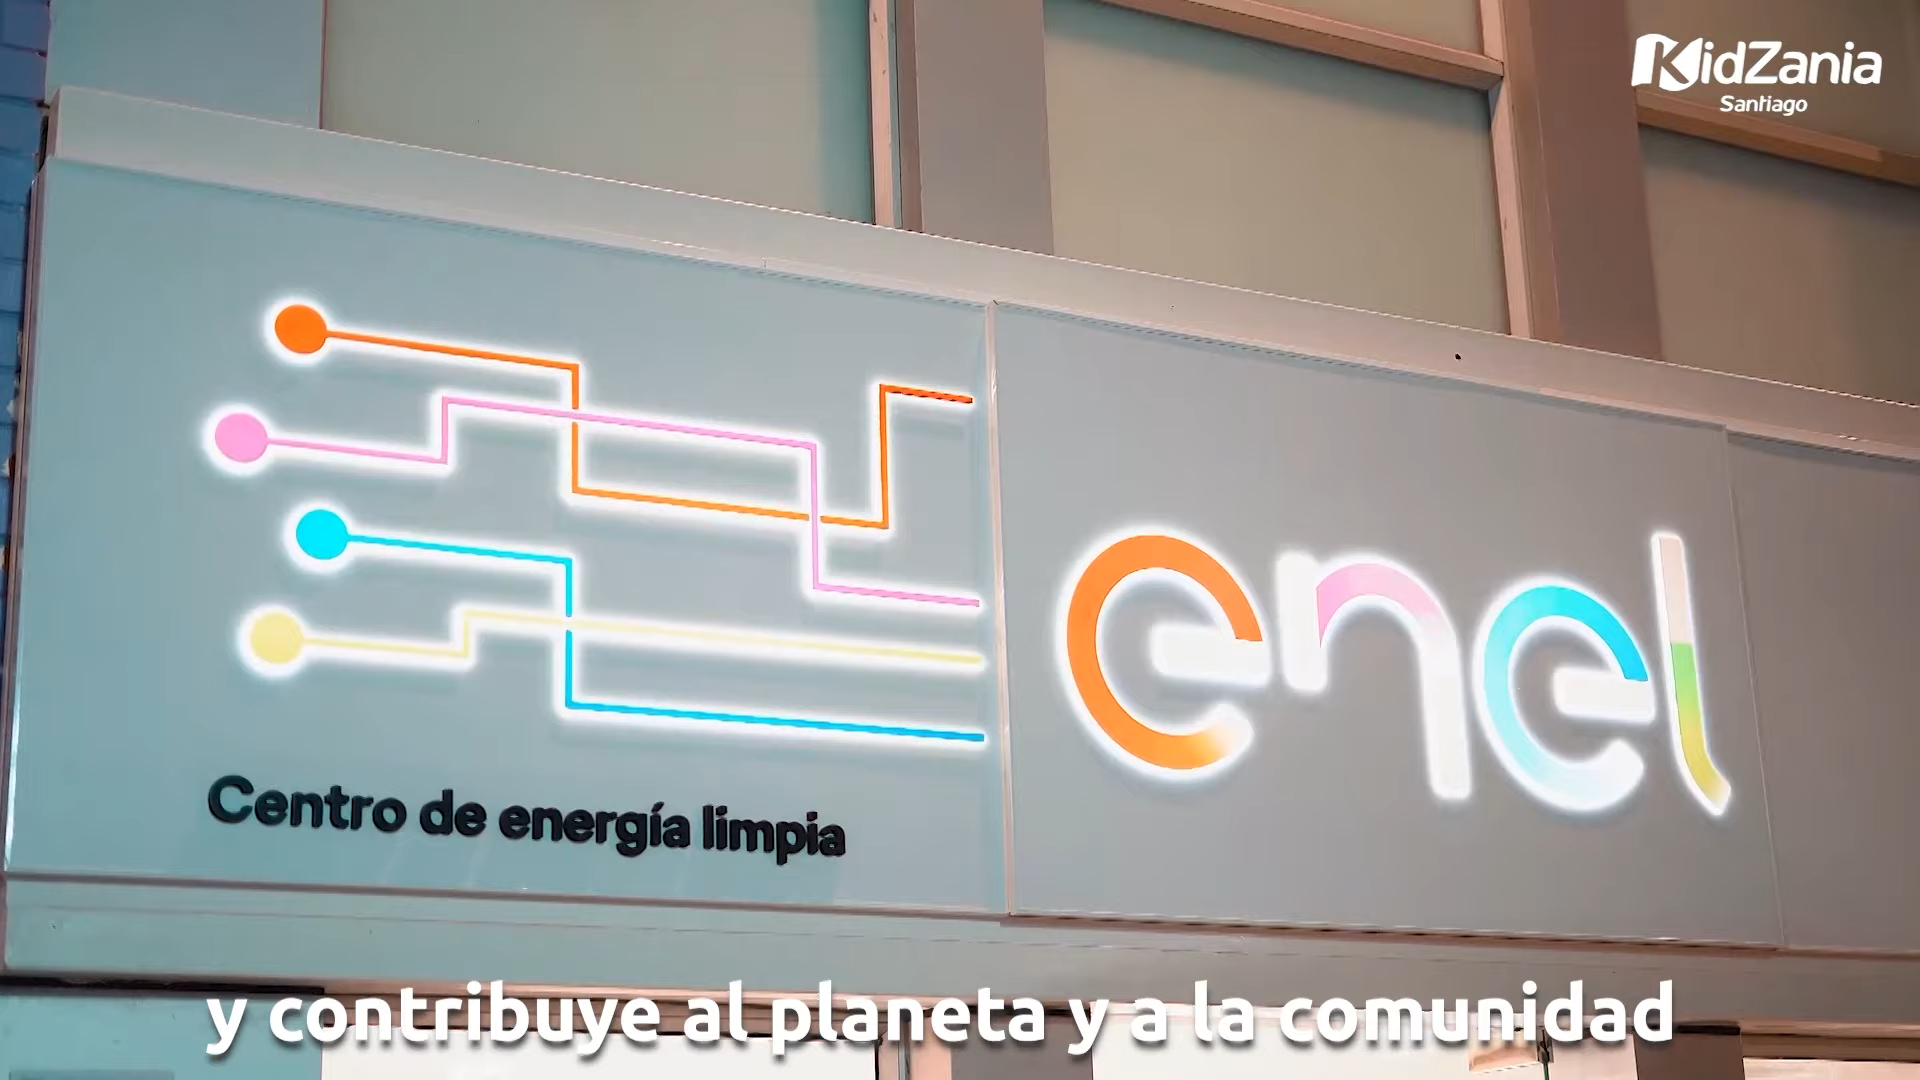 KidZania
Santiago
enel
Centro de energía limpia
y contribuye al planeta y a la comunidad